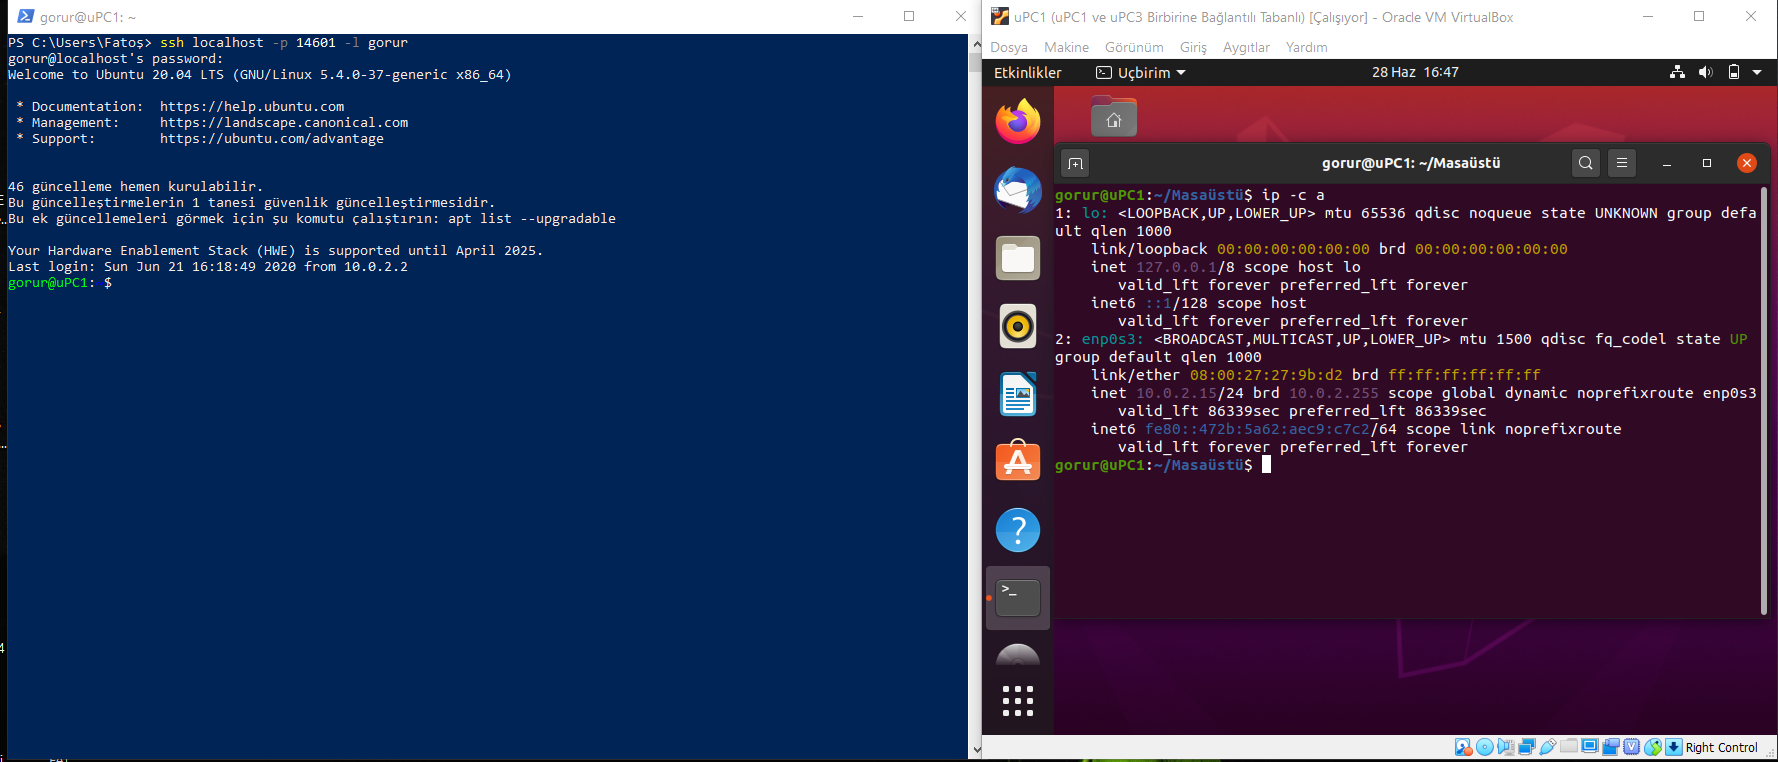 gorur@uPC1: ~
PS C:\Users\Fatoş> ssh localhost -p 14601 -l gorur
gorur@localhost's password:
Welcome to Ubuntu 20.04 LTS (GNU/Linux 5.4.0-37-generic x86_64)
* Documentation:  https://help.ubuntu.com
* Management:     https://landscape.canonical.com
* Support:        https://ubuntu.com/advantage
46 güncelleme hemen kurulabilir.
Bu güncelleştirmelerin 1 tanesi güvenlik güncelleştirmesidir.
Bu ek güncellemeleri görmek için şu komutu çalıştırın: apt list --upgradable
Your Hardware Enablement Stack (HWE) is supported until April 2025.
Last login: Sun Jun 21 16:18:49 2020 from 10.0.2.2
gorur@uPC1: $
uPC1 (uPC1 ve uPC3 Birbirine Bağlantılı Tabanli) [Çalışıyor] - Oracle VM VirtualBox
Dosya Makine Görünüm Giriş Aygıtlar Yardım
Etkinlikler Uçbirim 28 Haz 16:47
gorur@uPC1: ~/Masaüstü
gorur@uPC1:~/Masaüstü$ ip -c a
1: lo: <LOOPBACK,UP,LOWER_UP> mtu 65536 qdisc noqueue state UNKNOWN group defa
ult qlen 1000
link/loopback 00:00:00:00:00:00 brd 00:00:00:00:00:00
inet 127.0.0.1/8 scope host lo
valid_lft forever preferred_lft forever
inet6 ::1/128 scope host
valid_lft forever preferred_lft forever
2: enp0s3: <BROADCAST,MULTICAST,UP,LOWER_UP> mtu 1500 qdisc fq_codel state UP
group default qlen 1000
link/ether 08:00:27:27:9b:d2 brd ff:ff:ff:ff:ff:ff
inet 10.0.2.15/24 brd 10.0.2.255 scope global dynamic noprefixroute enp0s3
valid_lft 86339sec preferred_lft 86339sec
inet6 fe80::472b:5a62:aec9:c7c2/64 scope link noprefixroute
valid_lft forever preferred_lft forever
gorur@uPC1:~/Masaüstü$
Right Control